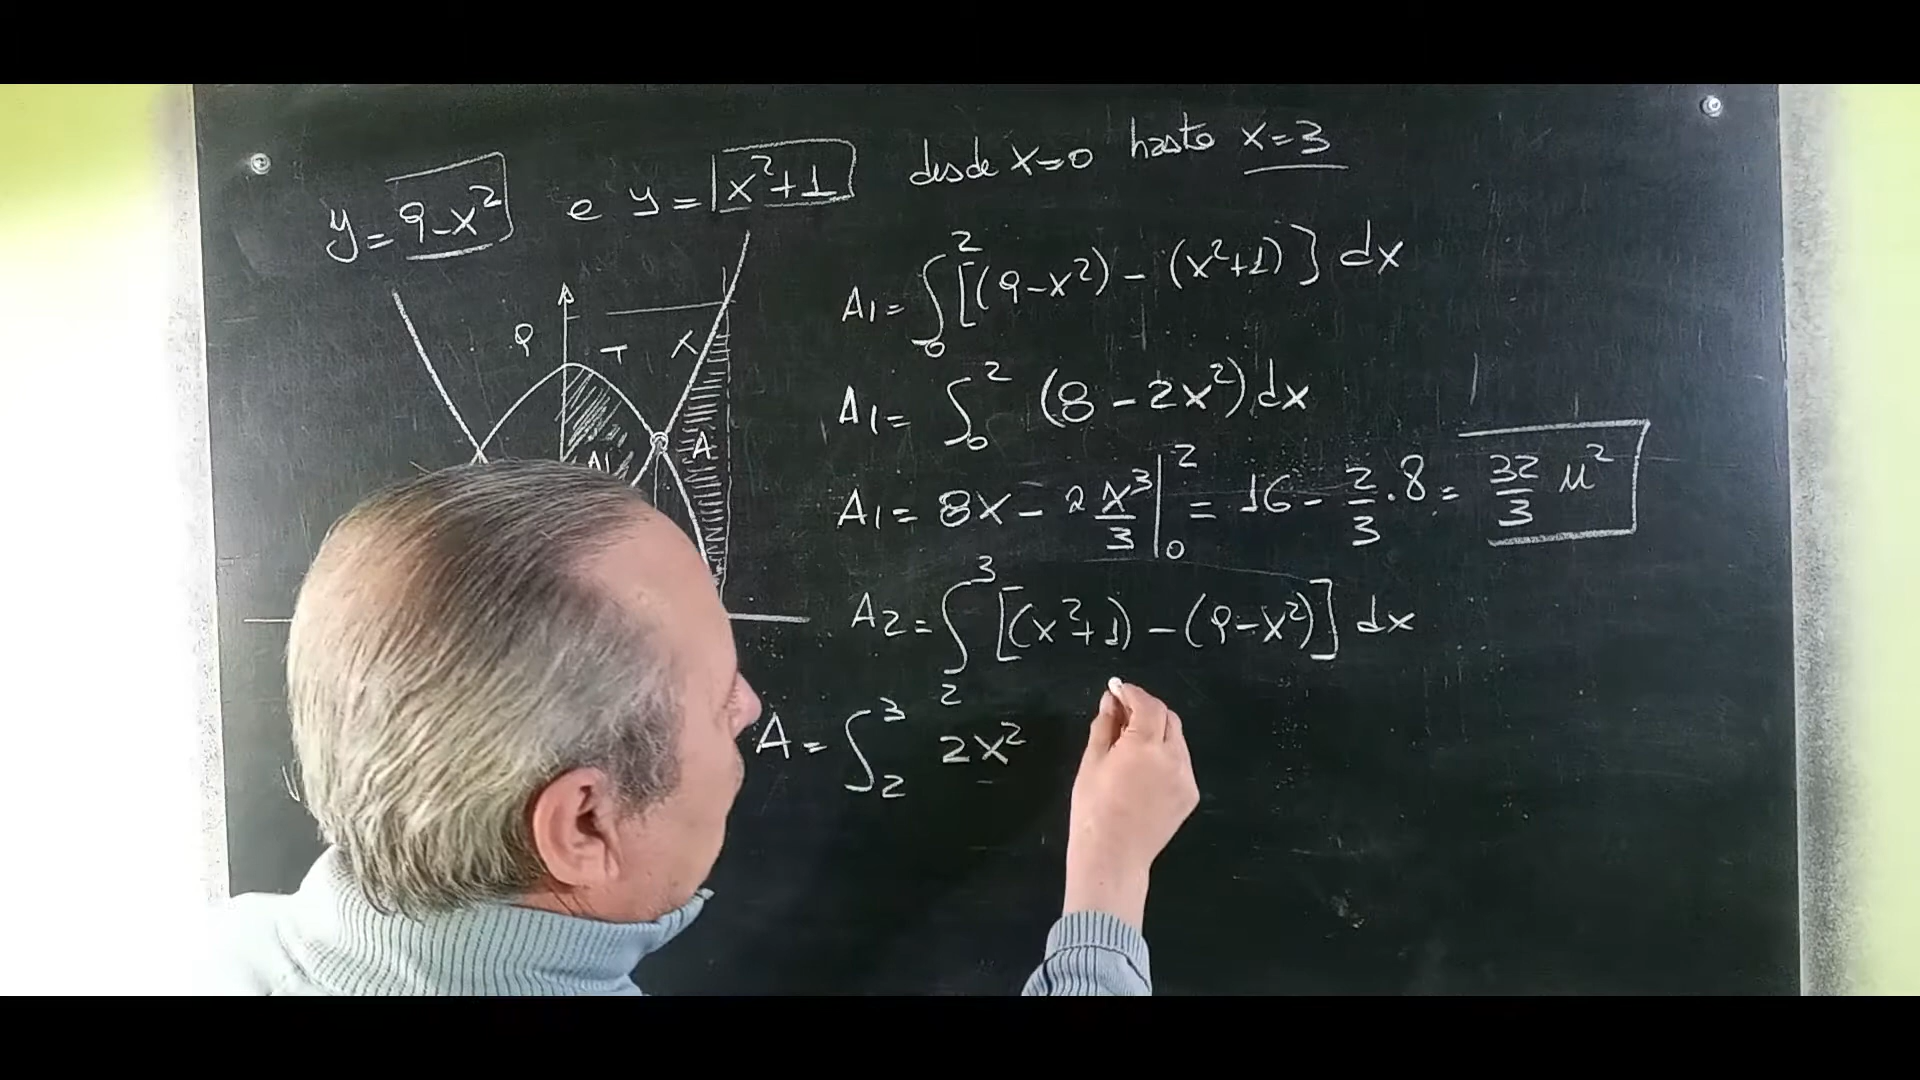 y = 9-x² e y = x²+1 desde x=0 hasta x=3
A1 = ∫₀² [(9-x²) - (x²+1)] dx
A1 = ∫₀² (8 - 2x²) dx
A1 = 8x - 2 x³/3 |₀² = 16 - 2/3 . 8 = 32/3 u²
A2 = ∫₂³ [(x²+1) - (9-x²)] dx
A = ∫₂³ 2x²
9
A1
A